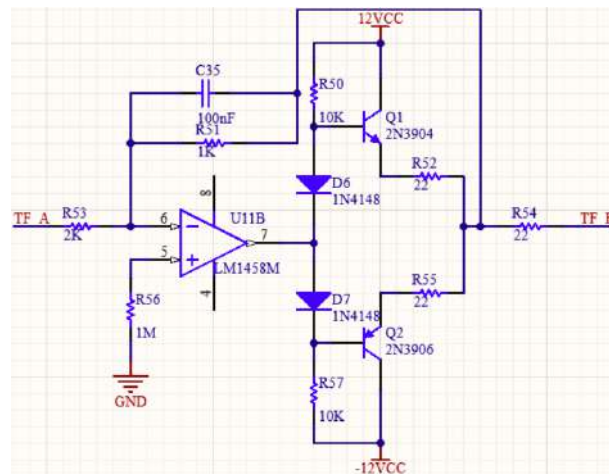 12VCC
C35
R50
100nF
R51
1K
10K
Q1
2N3904
R52
22
D6
1N4148
TF_A
R53
2K
6
8
U11B
7
5
LM1458M
4
R54
22
R56
1M
GND
D7
1N4148
R55
22
Q2
2N3906
R57
10K
-12VCC